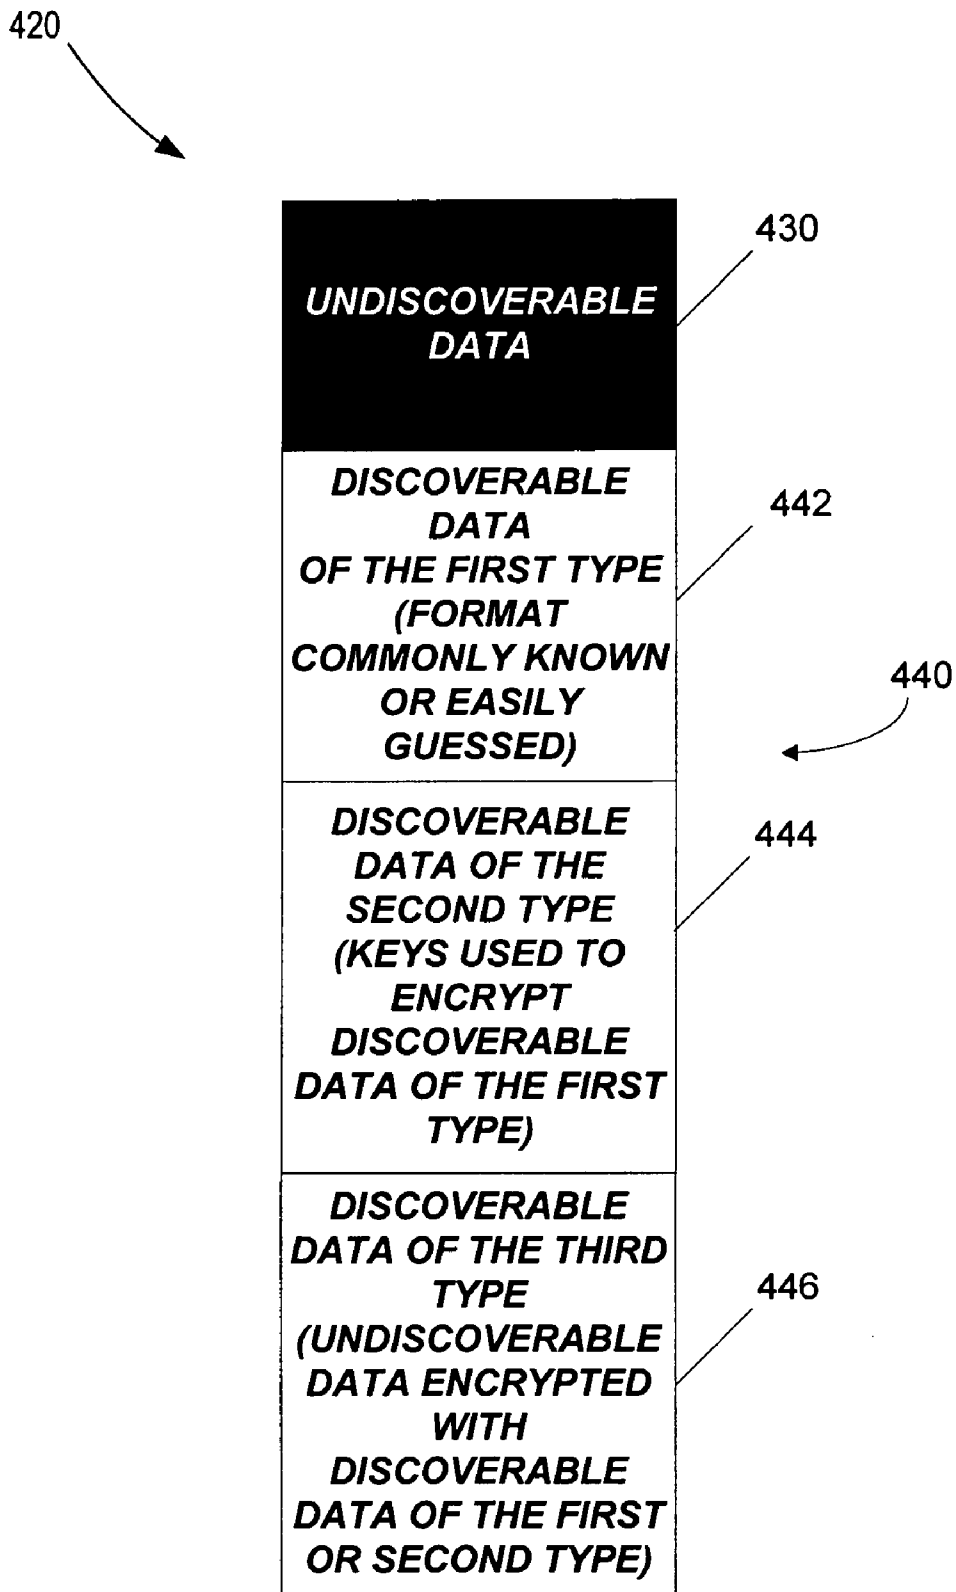 420
430
UNDISCOVERABLE
DATA
DISCOVERABLE
DATA
OF THE FIRST TYPE
(FORMAT
COMMONLY KNOWN
OR EASILY
GUESSED)
442
440
DISCOVERABLE
DATA OF THE
SECOND TYPE
(KEYS USED TO
ENCRYPT
DISCOVERABLE
DATA OF THE FIRST
TYPE)
444
DISCOVERABLE
DATA OF THE THIRD
TYPE
(UNDISCOVERABLE
DATA ENCRYPTED
WITH
DISCOVERABLE
DATA OF THE FIRST
OR SECOND TYPE)
446